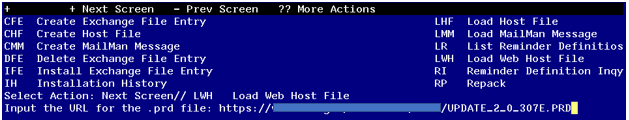 + + Next Screen - Prev Screen ?? More Actions
CFE Create Exchange File Entry LHF Load Host File
CHF Create Host File LMM Load MailMan Message
CMM Create MailMan Message LR List Reminder Definitios
DFE Delete Exchange File Entry LWH Load Web Host File
IFE Install Exchange File Entry RI Reminder Definition Inqy
IH Installation History RP Repack
Select Action: Next Screen// LWH Load Web Host File
Input the URL for the .prd file: https:// /UPDATE_2_0_307E.PRD